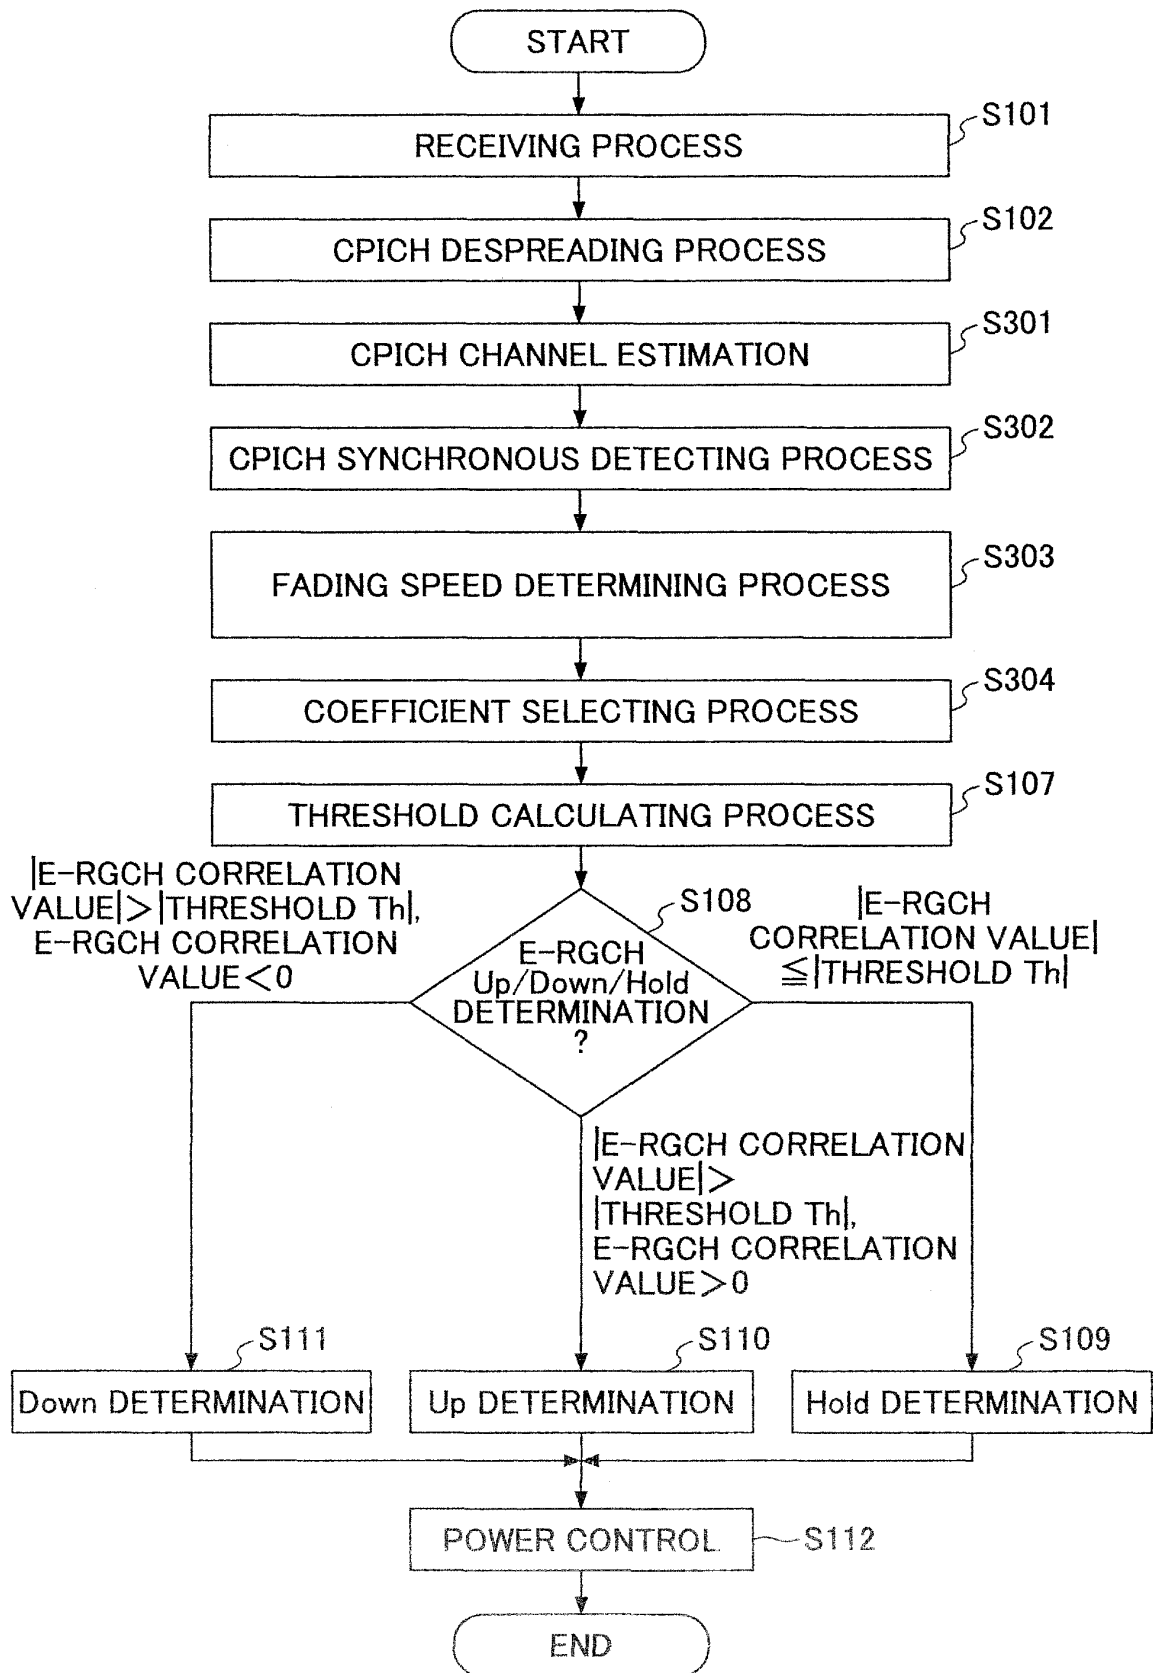 START
S101
RECEIVING PROCESS
S102
CPICH DESPREADING PROCESS
S301
CPICH CHANNEL ESTIMATION
S302
CPICH SYNCHRONOUS DETECTING PROCESS
S303
FADING SPEED DETERMINING PROCESS
S304
COEFFICIENT SELECTING PROCESS
S107
THRESHOLD CALCULATING PROCESS
|E-RGCH CORRELATION
VALUE|>|THRESHOLD Th|,
E-RGCH CORRELATION
VALUE<0
S108
E-RGCH
Up/Down/Hold
DETERMINATION
?
|E-RGCH
CORRELATION VALUE|
≦|THRESHOLD Th|
|E-RGCH CORRELATION
VALUE|>
|THRESHOLD Th|,
E-RGCH CORRELATION
VALUE>0
S111
Down DETERMINATION
S110
Up DETERMINATION
S109
Hold DETERMINATION
POWER CONTROL
S112
END